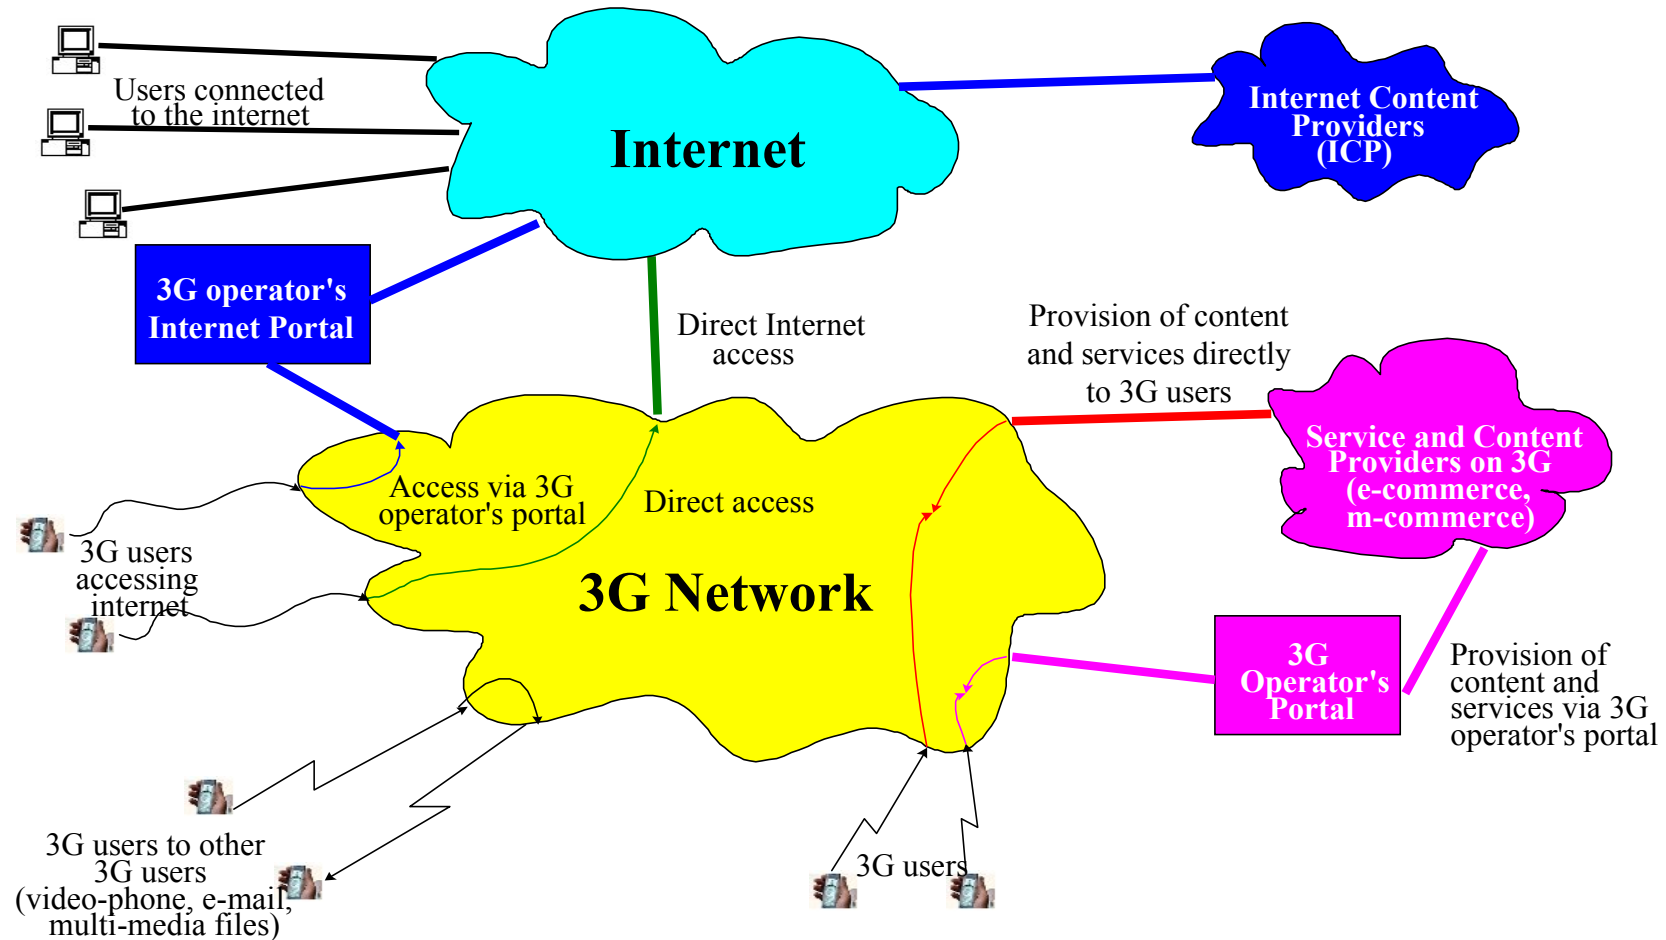 Users connected
to the internet
Internet
Internet Content
Providers
(ICP)
3G operator's
Internet Portal
Direct Internet
access
Provision of content
and services directly
to 3G users
Service and Content
Providers on 3G
(e-commerce,
m-commerce)
Access via 3G
operator's portal
Direct access
3G users
accessing
internet
3G Network
3G
Operator's
Portal
Provision of
content and
services via 3G
operator's portal
3G users to other
3G users
(video-phone, e-mail,
multi-media files)
3G users